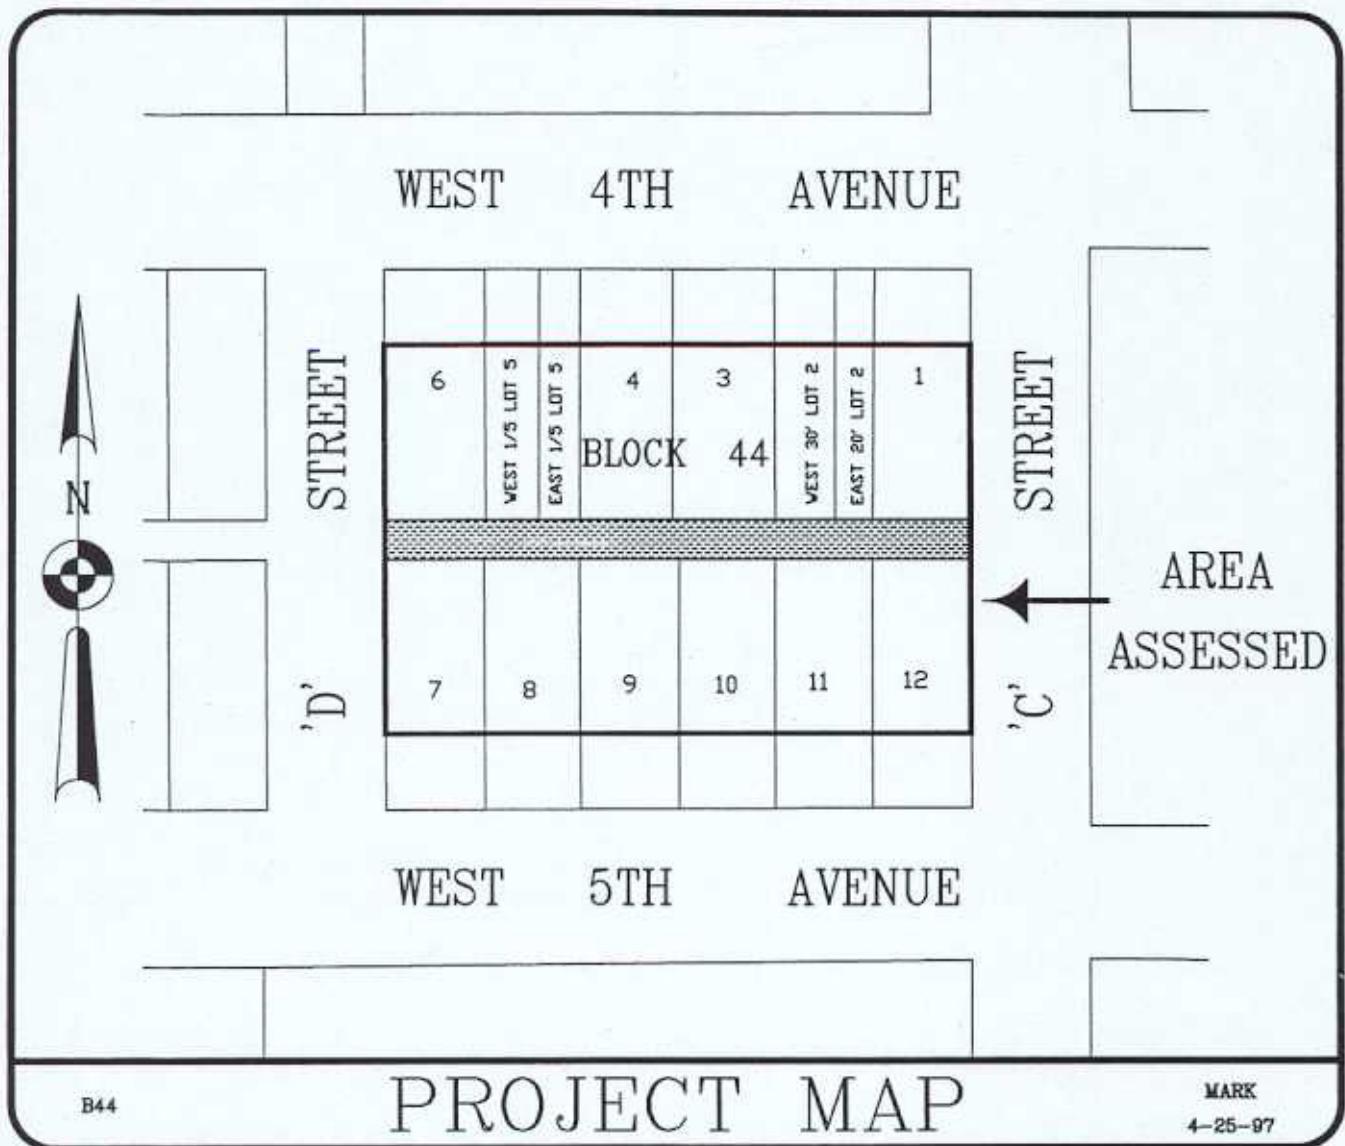 WEST 4TH AVENUE
'D' STREET
6
WEST 1/5 LOT 5
EAST 1/5 LOT 5
4
3
WEST 30' LOT 2
EAST 20' LOT 2
1
BLOCK 44
'C' STREET
N
AREA
ASSESSED
7 8 9 10 11 12
WEST 5TH AVENUE
B44
PROJECT MAP
MARK
4-25-97